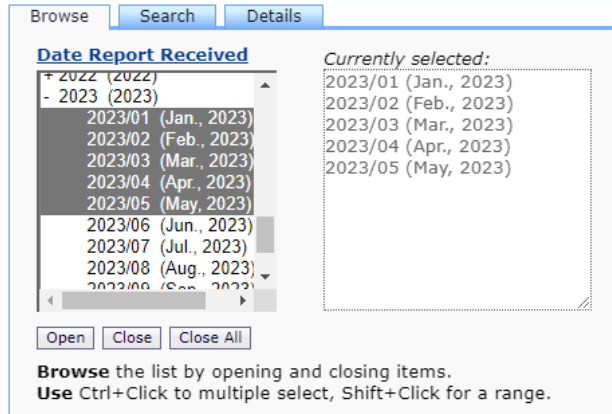 Browse Search Details
Date Report Received
+ 2022 (2022)
- 2023 (2023)
2023/01 (Jan., 2023)
2023/02 (Feb., 2023)
2023/03 (Mar., 2023)
2023/04 (Apr., 2023)
2023/05 (May, 2023)
2023/06 (Jun., 2023)
2023/07 (Jul., 2023)
2023/08 (Aug., 2023)
2023/09 (Sep., 2023)
Currently selected:
2023/01 (Jan., 2023)
2023/02 (Feb., 2023)
2023/03 (Mar., 2023)
2023/04 (Apr., 2023)
2023/05 (May, 2023)
Open Close Close All
Browse the list by opening and closing items.
Use Ctrl+Click to multiple select, Shift+Click for a range.